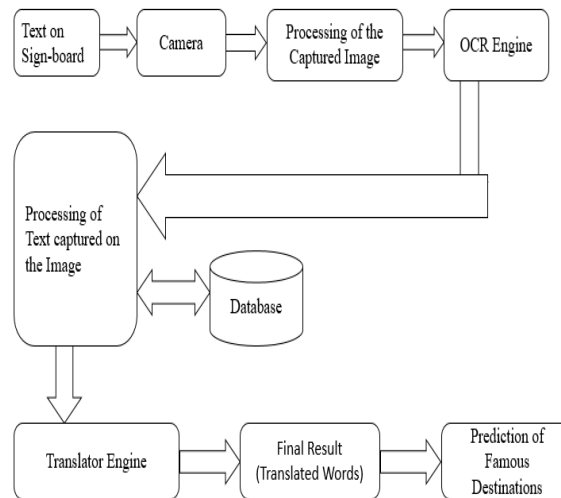 Text on
Sign-board
Camera
Processing of the
Captured Image
OCR Engine
Processing of
Text captured on
the Image
Database
Translator Engine
Final Result
(Translated Words)
Prediction of
Famous
Destinations